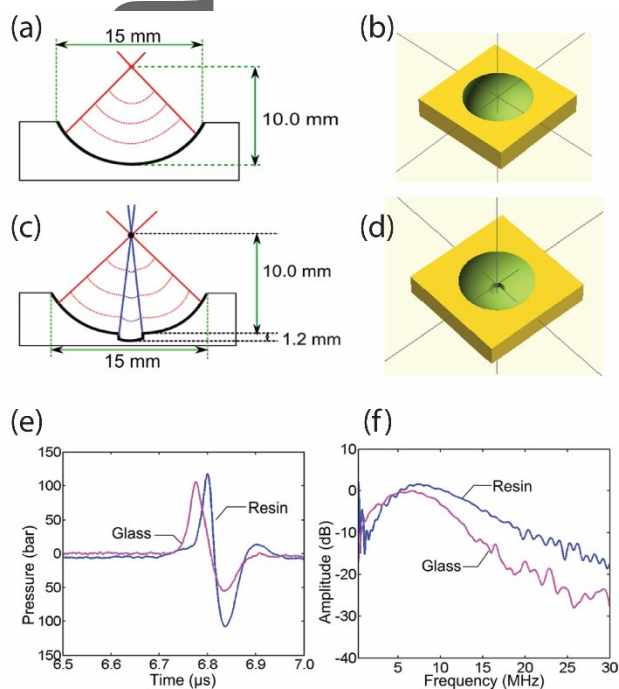 (a)
15 mm
10.0 mm
(b)
(c)
10.0 mm
1.2 mm
15 mm
(d)
(e)
150
100
50
0
50
100
150
Pressure (bar)
Glass
Resin
6.5
6.6
6.7
6.8
6.9
7.0
Time (µs)
(f)
10
0
-10
-20
-30
-40
Amplitude (dB)
Resin
Glass
5
10
15
20
25
30
Frequency (MHz)